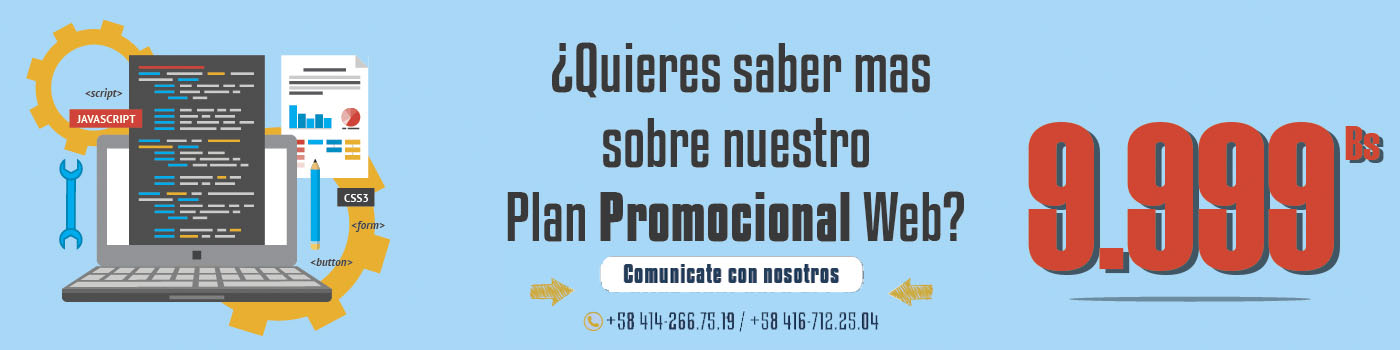 <script>
JAVASCRIPT
CSS3
<form>
<button>
¿Quieres saber mas
sobre nuestro
Plan Promocional Web?
Comunicate con nosotros
+58 414-266.75.19 / +58 416-712.25.04
9.999 Bs